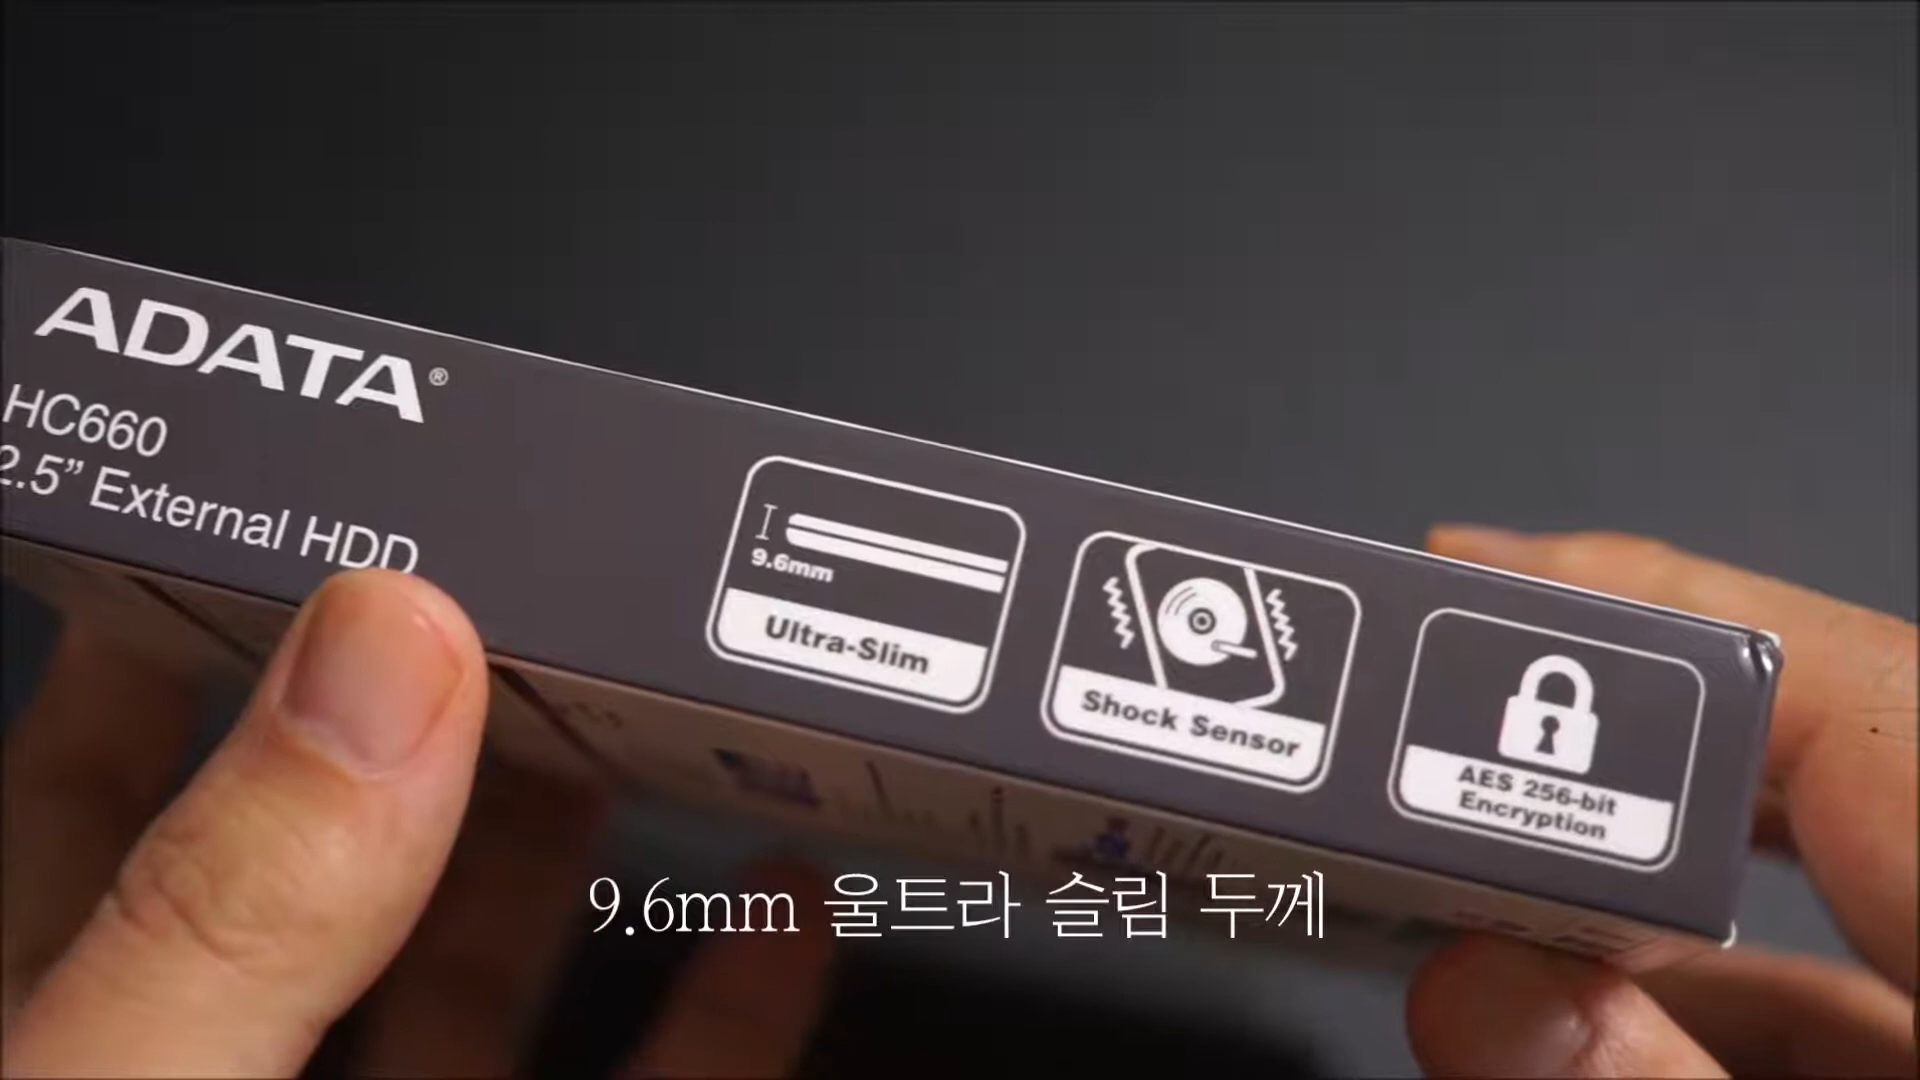 ADATA®
HC660
2.5” External HDD
9.6mm
Ultra-Slim
Shock Sensor
AES 256-bit
Encryption
9.6mm 울트라 슬림 두께